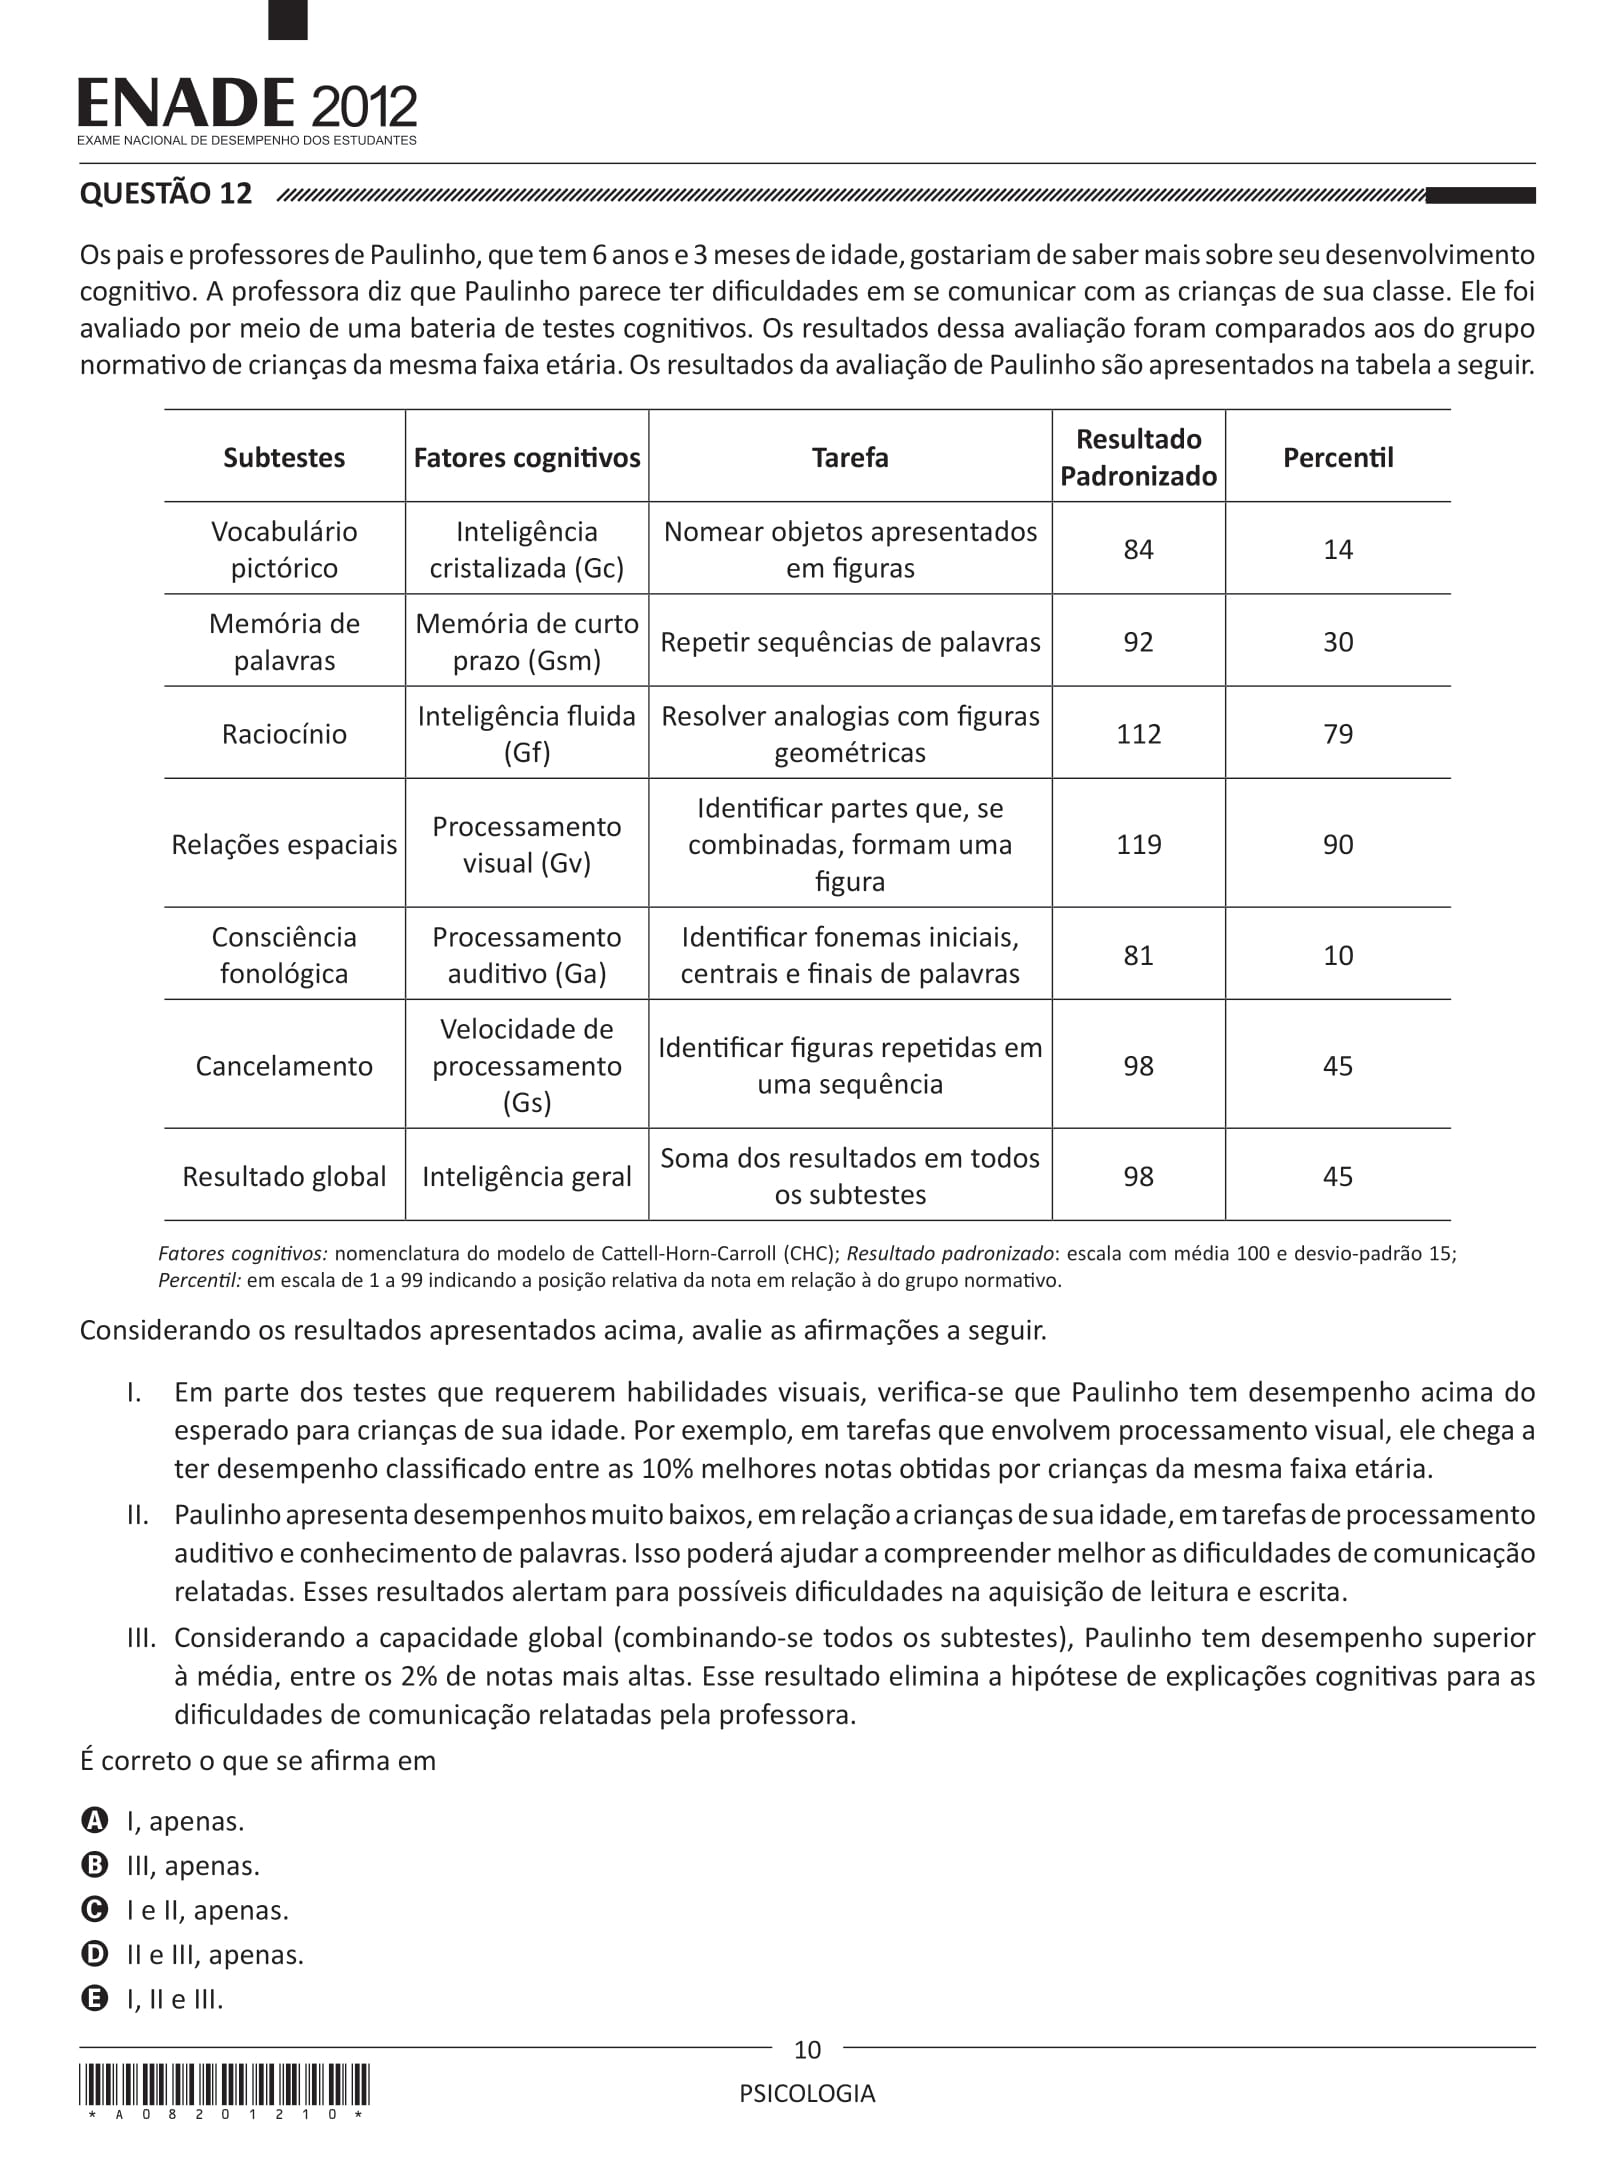 ENADE 2012
EXAME NACIONAL DE DESEMPENHO DOS ESTUDANTES
QUESTÃO 12
Os pais e professores de Paulinho, que tem 6 anos e 3 meses de idade, gostariam de saber mais sobre seu desenvolvimento
cognitivo. A professora diz que Paulinho parece ter dificuldades em se comunicar com as crianças de sua classe. Ele foi
avaliado por meio de uma bateria de testes cognitivos. Os resultados dessa avaliação foram comparados aos do grupo
normativo de crianças da mesma faixa etária. Os resultados da avaliação de Paulinho são apresentados na tabela a seguir.
Subtestes Fatores cognitivos Tarefa Resultado Padronizado Percentil
Vocabulário pictórico Inteligência cristalizada (Gc) Nomear objetos apresentados em figuras 84 14
Memória de palavras Memória de curto prazo (Gsm) Repetir sequências de palavras 92 30
Raciocínio Inteligência fluida (Gf) Resolver analogias com figuras geométricas 112 79
Relações espaciais Processamento visual (Gv) Identificar partes que, se combinadas, formam uma figura 119 90
Consciência fonológica Processamento auditivo (Ga) Identificar fonemas iniciais, centrais e finais de palavras 81 10
Cancelamento Velocidade de processamento (Gs) Identificar figuras repetidas em uma sequência 98 45
Resultado global Inteligência geral Soma dos resultados em todos os subtestes 98 45
Fatores cognitivos: nomenclatura do modelo de Cattell-Horn-Carroll (CHC); Resultado padronizado: escala com média 100 e desvio-padrão 15;
Percentil: em escala de 1 a 99 indicando a posição relativa da nota em relação à do grupo normativo.
Considerando os resultados apresentados acima, avalie as afirmações a seguir.
I. Em parte dos testes que requerem habilidades visuais, verifica-se que Paulinho tem desempenho acima do
esperado para crianças de sua idade. Por exemplo, em tarefas que envolvem processamento visual, ele chega a
ter desempenho classificado entre as 10% melhores notas obtidas por crianças da mesma faixa etária.
II. Paulinho apresenta desempenhos muito baixos, em relação a crianças de sua idade, em tarefas de processamento
auditivo e conhecimento de palavras. Isso poderá ajudar a compreender melhor as dificuldades de comunicação
relatadas. Esses resultados alertam para possíveis dificuldades na aquisição de leitura e escrita.
III. Considerando a capacidade global (combinando-se todos os subtestes), Paulinho tem desempenho superior
à média, entre os 2% de notas mais altas. Esse resultado elimina a hipótese de explicações cognitivas para as
dificuldades de comunicação relatadas pela professora.
É correto o que se afirma em
A I, apenas.
B III, apenas.
C I e II, apenas.
D II e III, apenas.
E I, II e III.
10
PSICOLOGIA
* A 0 8 2 0 1 2 1 0 *